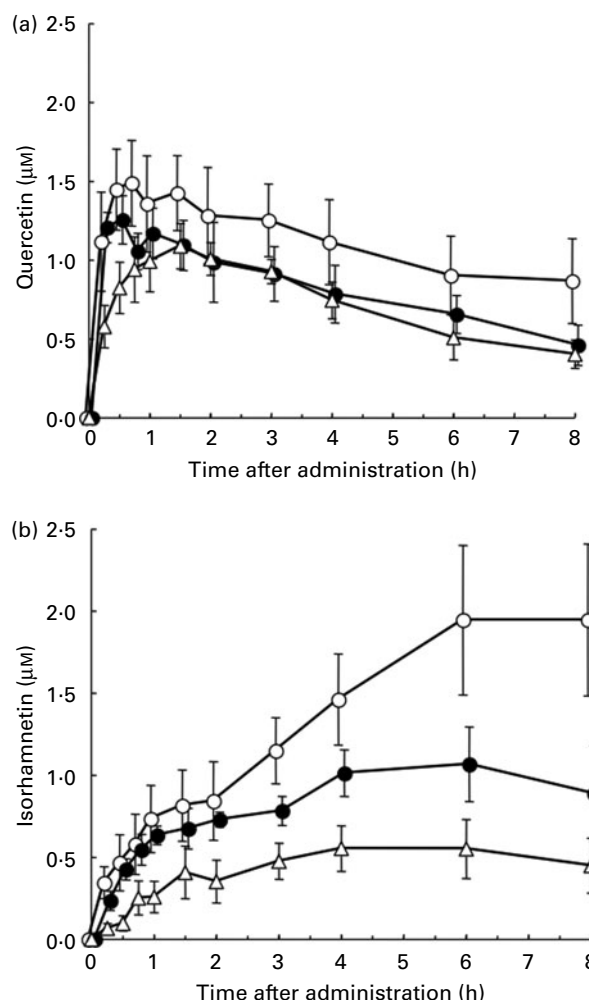 (a)
2·5
2·0
1·5
1·0
0·5
0·0
Quercetin (μM)
0 1 2 3 4 5 6 7 8
Time after administration (h)
(b)
2·5
2·0
1·5
1·0
0·5
0·0
Isorhamnetin (μM)
0 1 2 3 4 5 6 7 8
Time after administration (h)